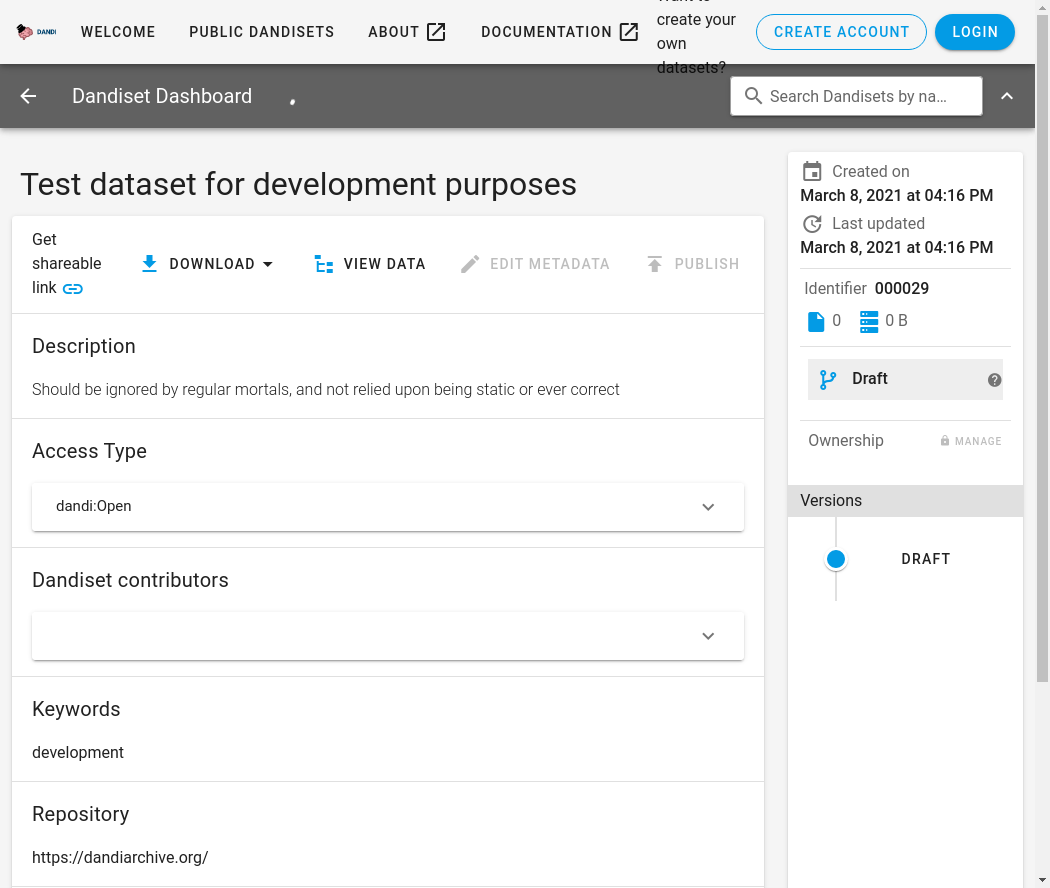 DANDI
WELCOME
PUBLIC DANDISETS
ABOUT
DOCUMENTATION
create your
own
datasets?
CREATE ACCOUNT
LOGIN
Dandiset Dashboard
Search Dandisets by na…
Test dataset for development purposes
Get
shareable
link
DOWNLOAD
VIEW DATA
EDIT METADATA
PUBLISH
Description
Should be ignored by regular mortals, and not relied upon being static or ever correct
Access Type
dandi:Open
Dandiset contributors
Keywords
development
Repository
https://dandiarchive.org/
Created on
March 8, 2021 at 04:16 PM
Last updated
March 8, 2021 at 04:16 PM
Identifier 000029
0 0 B
Draft
Ownership MANAGE
Versions
DRAFT